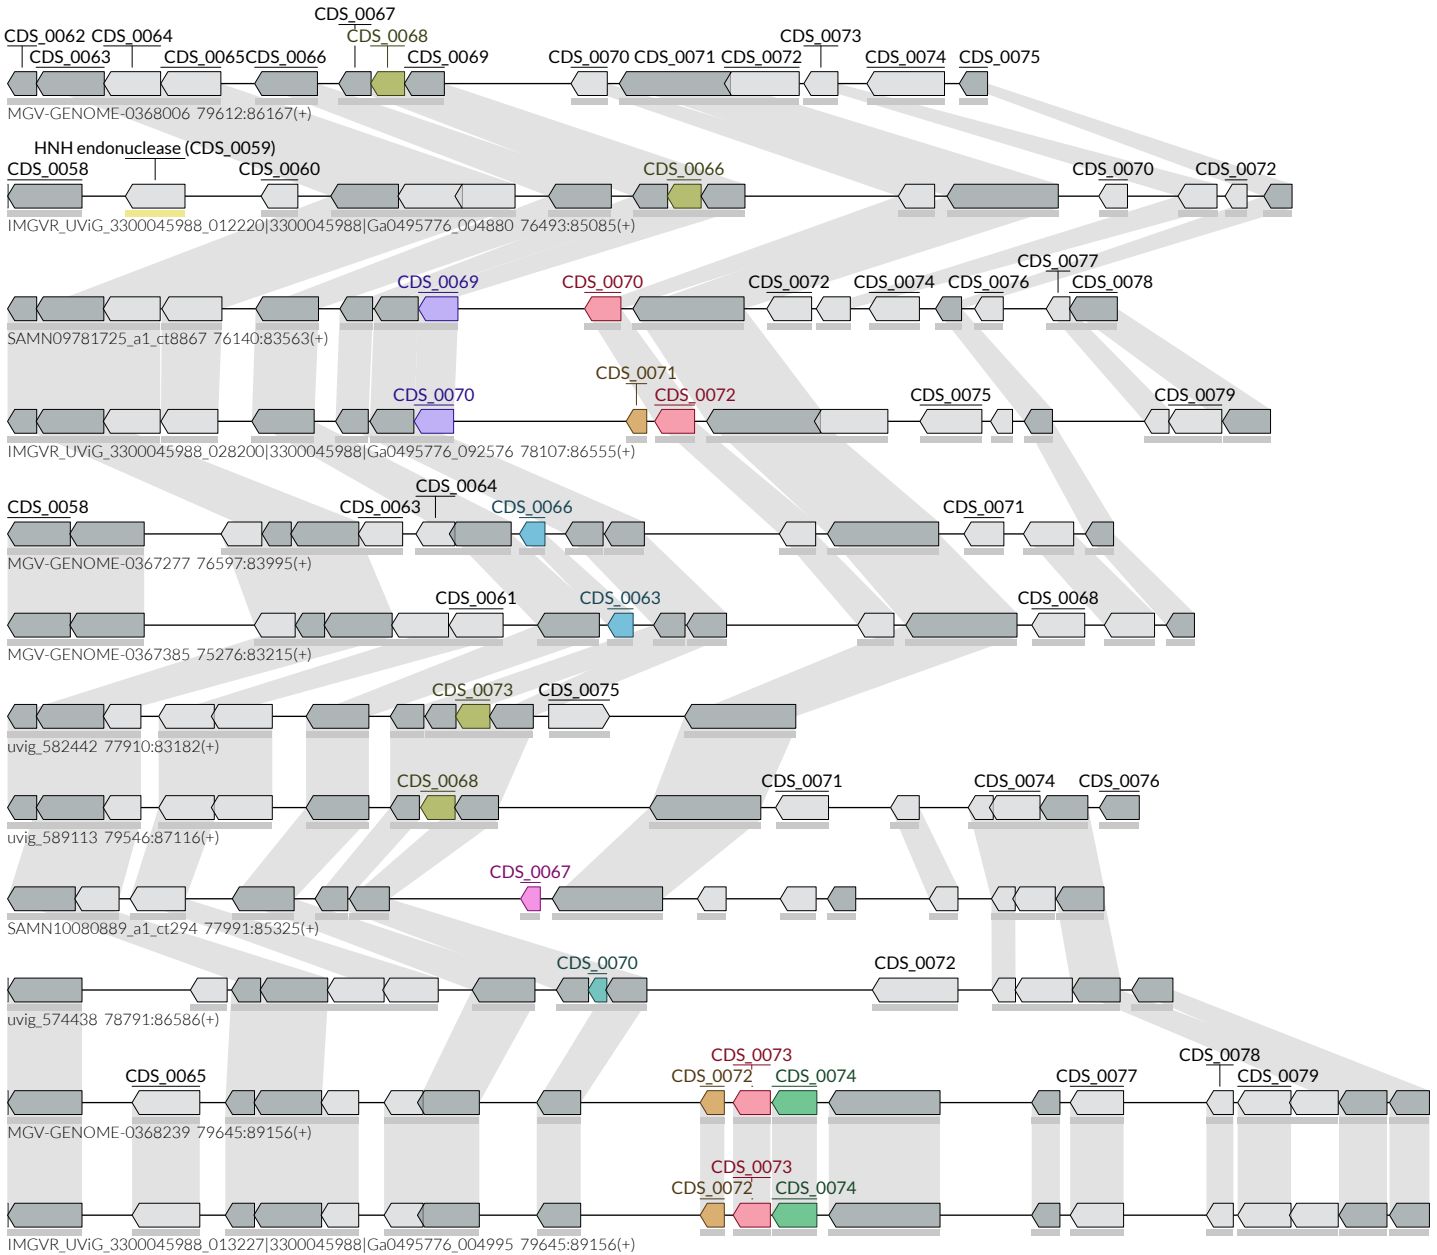 CDS_0067
CDS_0062 CDS_0064 CDS_0068 CDS_0073
CDS_0063 CDS_0065 CDS_0066 CDS_0069 CDS_0070 CDS_0071 CDS_0072 CDS_0074 CDS_0075
MGV-GENOME-0368006 79612:86167(+)
HNH endonuclease (CDS_0059)
CDS_0058 CDS_0060 CDS_0066 CDS_0070 CDS_0072
IMGVR_UViG_3300045988_012220|3300045988|Ga0495776_004880 76493:85085(+)
CDS_0077
CDS_0069 CDS_0070 CDS_0072 CDS_0074 CDS_0076 CDS_0078
SAMN09781725_a1_ct8867 76140:83563(+)
CDS_0071
CDS_0070 CDS_0072 CDS_0075 CDS_0079
IMGVR_UViG_3300045988_028200|3300045988|Ga0495776_092576 78107:86555(+)
CDS_0064
CDS_0058 CDS_0063 CDS_0066 CDS_0071
MGV-GENOME-0367277 76597:83995(+)
CDS_0061 CDS_0063 CDS_0068
MGV-GENOME-0367385 75276:83215(+)
CDS_0073 CDS_0075
uvig_582442 77910:83182(+)
CDS_0068 CDS_0071 CDS_0074 CDS_0076
uvig_589113 79546:87116(+)
CDS_0067
SAMN10080889_a1_ct294 77991:85325(+)
CDS_0070 CDS_0072
uvig_574438 78791:86586(+)
CDS_0073 CDS_0078
CDS_0065 CDS_0072 CDS_0074 CDS_0077 CDS_0079
MGV-GENOME-0368239 79645:89156(+)
CDS_0073
CDS_0072 CDS_0074
IMGVR_UViG_3300045988_013227|3300045988|Ga0495776_004995 79645:89156(+)